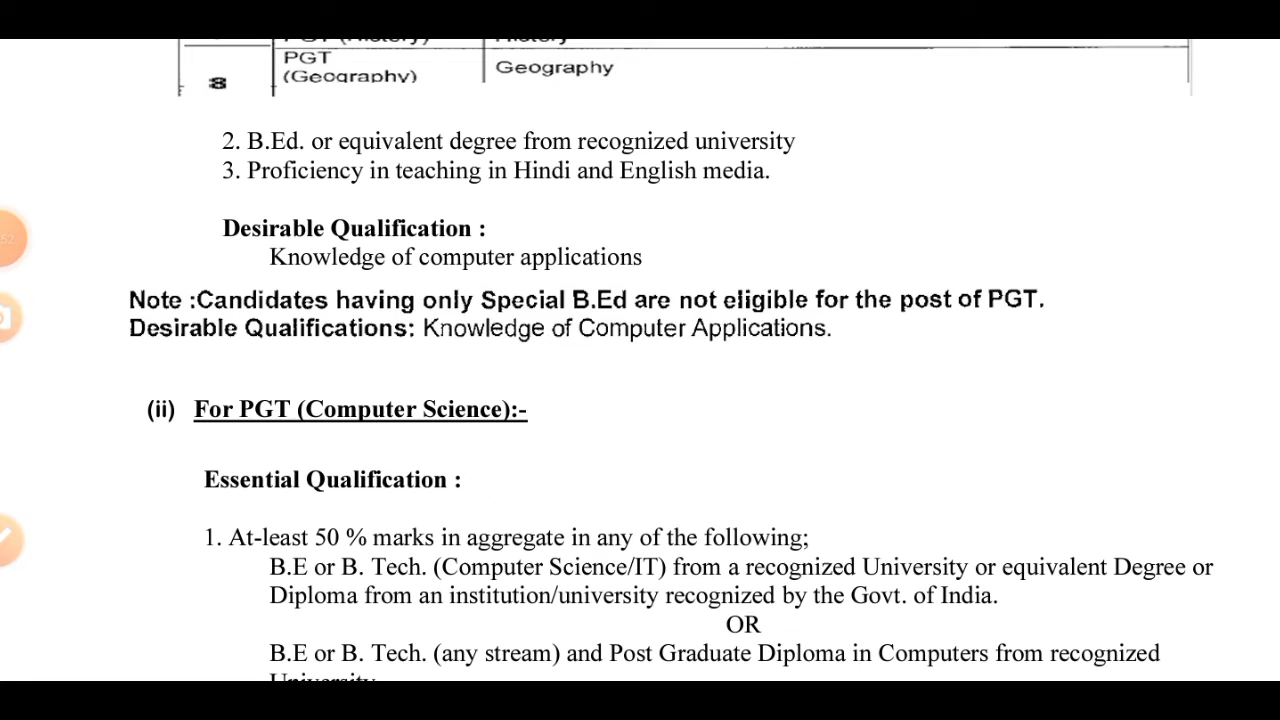 PGT (History) History
PGT
8 (Geography) Geography
2. B.Ed. or equivalent degree from recognized university
3. Proficiency in teaching in Hindi and English media.
Desirable Qualification :
Knowledge of computer applications
Note :Candidates having only Special B.Ed are not eligible for the post of PGT.
Desirable Qualifications: Knowledge of Computer Applications.
(ii) For PGT (Computer Science):-
Essential Qualification :
1. At-least 50 % marks in aggregate in any of the following;
B.E or B. Tech. (Computer Science/IT) from a recognized University or equivalent Degree or
Diploma from an institution/university recognized by the Govt. of India.
OR
B.E or B. Tech. (any stream) and Post Graduate Diploma in Computers from recognized
University